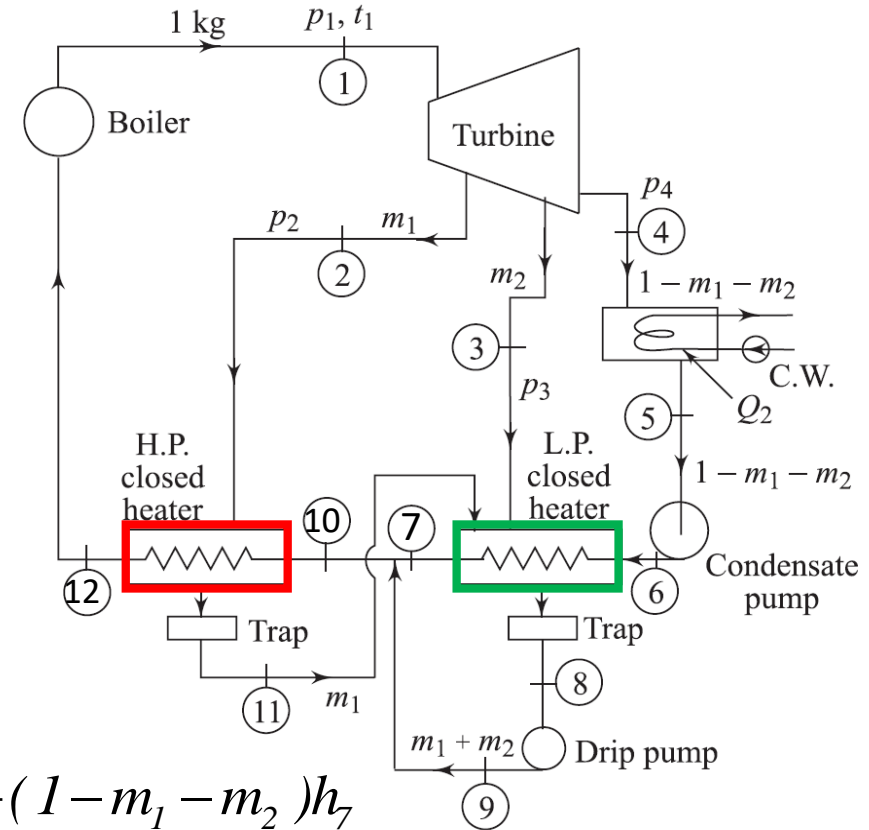 1 kg
p₁, t₁
1
Boiler
Turbine
p₄
4
p₂
m₁
2
m₂
1 − m₁ − m₂
3
C.W.
p₃
Q₂
5
H.P.
closed
heater
L.P.
closed
heater
1 − m₁ − m₂
10
7
12
6
Condensate
pump
Trap
Trap
8
11
m₁
m₁ + m₂
Drip pump
9
( 1 − m₁ − m₂ )h₇